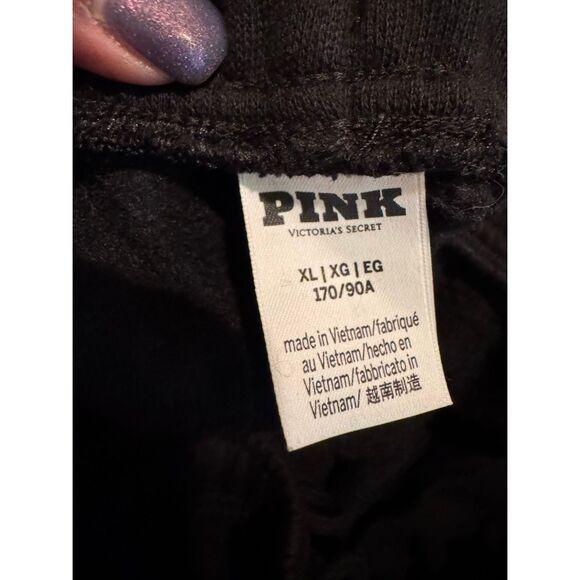 PINK
VICTORIA'S SECRET
XL | XG | EG
170/90A
made in Vietnam/fabriqué
au Vietnam/hecho en
Vietnam/fabbricato in
Vietnam/ 越南制造